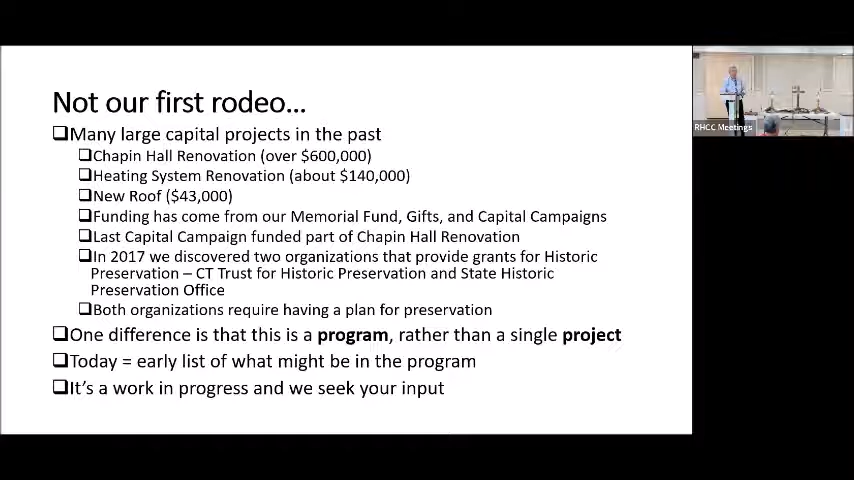 Not our first rodeo...
❑Many large capital projects in the past
❑Chapin Hall Renovation (over $600,000)
❑Heating System Renovation (about $140,000)
❑New Roof ($43,000)
❑Funding has come from our Memorial Fund, Gifts, and Capital Campaigns
❑Last Capital Campaign funded part of Chapin Hall Renovation
❑In 2017 we discovered two organizations that provide grants for Historic
Preservation – CT Trust for Historic Preservation and State Historic
Preservation Office
❑Both organizations require having a plan for preservation
❑One difference is that this is a program, rather than a single project
❑Today = early list of what might be in the program
❑It's a work in progress and we seek your input
RHCC Meetings